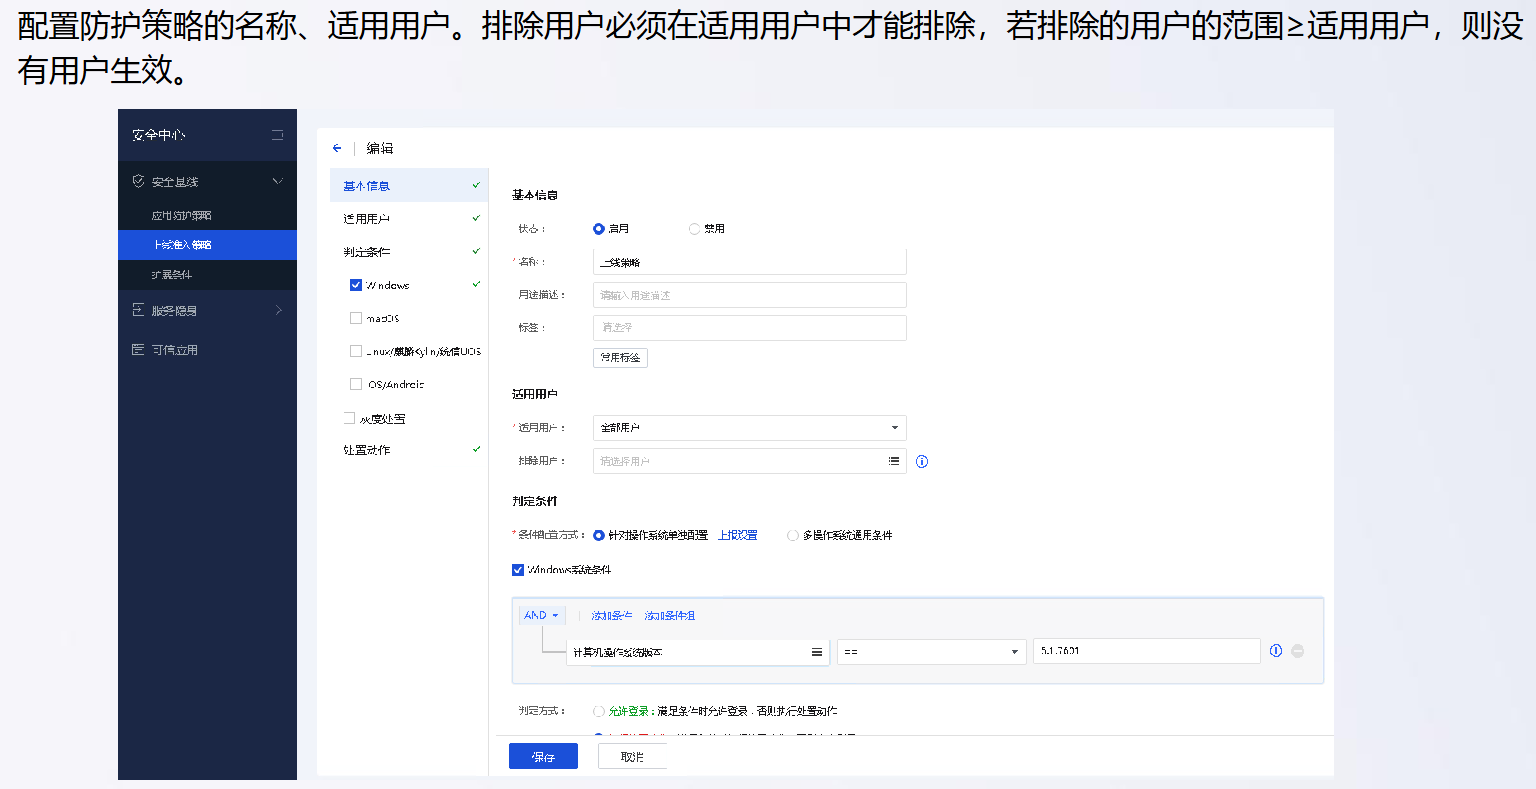 配置防护策略的名称、适用用户。排除用户必须在适用用户中才能排除，若排除的用户的范围≥适用用户，则没
有用户生效。
安全中心
编辑
安全基线
应用防护策略
上线准入策略
扩展条件
服务隐身
可信应用
基本信息
适用用户
判定条件
Windows
macOS
Linux/麒麟Kylin/统信UOS
iOS/Android
灰度处置
处置动作
基本信息
状态：
启用
禁用
* 名称：
上线策略
用途描述：
请输入用途描述
标签：
请选择
常用标签
适用用户
* 适用用户：
全部用户
排除用户：
请选择用户
判定条件
* 条件配置方式：
针对操作系统单独配置
上报设置
多操作系统通用条件
Windows系统条件
AND
添加条件
添加条件组
计算机操作系统版本
==
6.1.7601
判定方式：
允许登录：满足条件时允许登录，否则执行处置动作
保存
取消